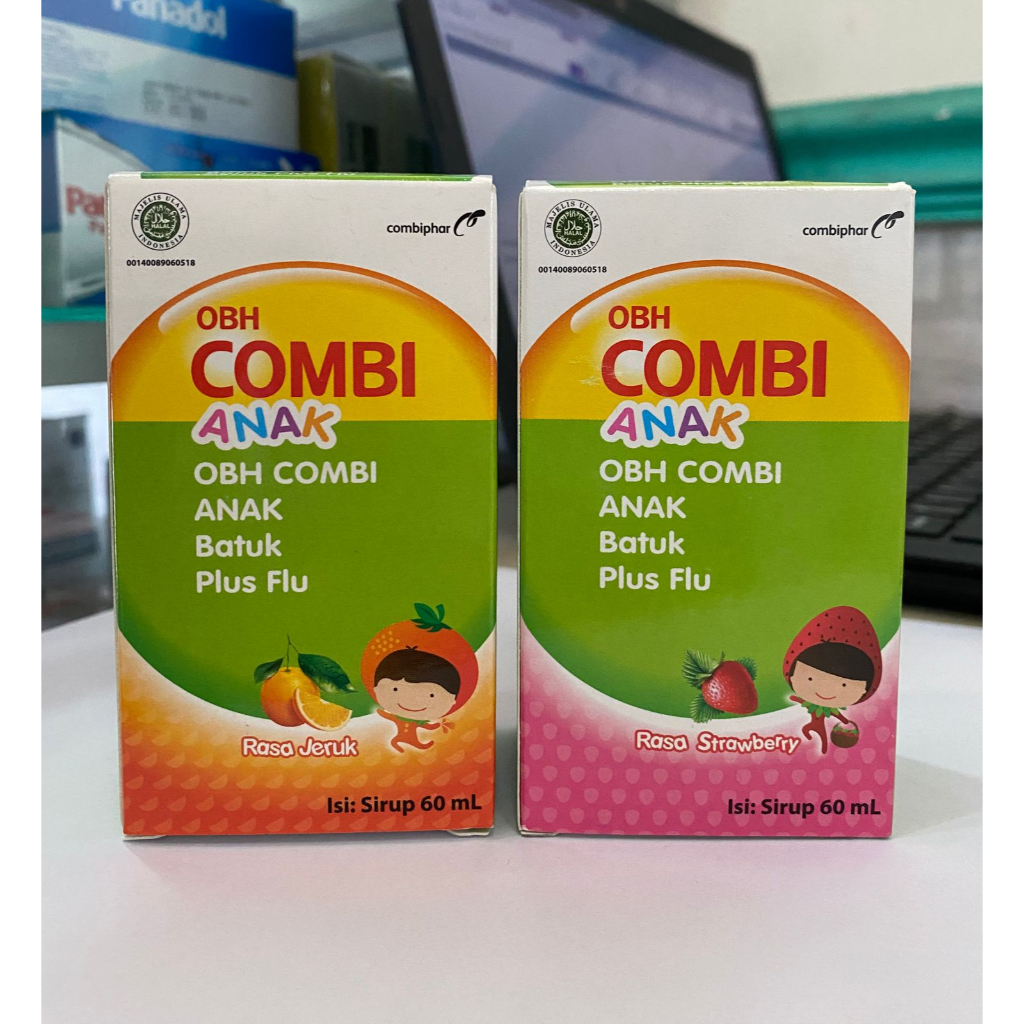 Panadol
MAJELIS ULAMA
حلال
HALAL
INDONESIA
00140089060518
combiphar
OBH
COMBI
ANAK
OBH COMBI
ANAK
Batuk
Plus Flu
Rasa Jeruk
Isi: Sirup 60 mL
MAJELIS ULAMA
حلال
HALAL
INDONESIA
00140089060518
combiphar
OBH
COMBI
ANAK
OBH COMBI
ANAK
Batuk
Plus Flu
Rasa Strawberry
Isi: Sirup 60 mL